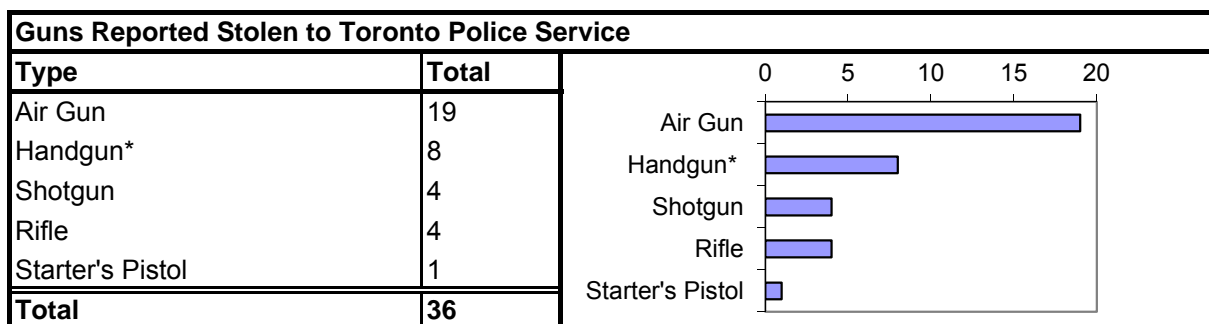 Guns Reported Stolen to Toronto Police Service
Type Total
Air Gun 19
Handgun* 8
Shotgun 4
Rifle 4
Starter's Pistol 1
Total 36
0 5 10 15 20
Air Gun
Handgun*
Shotgun
Rifle
Starter's Pistol